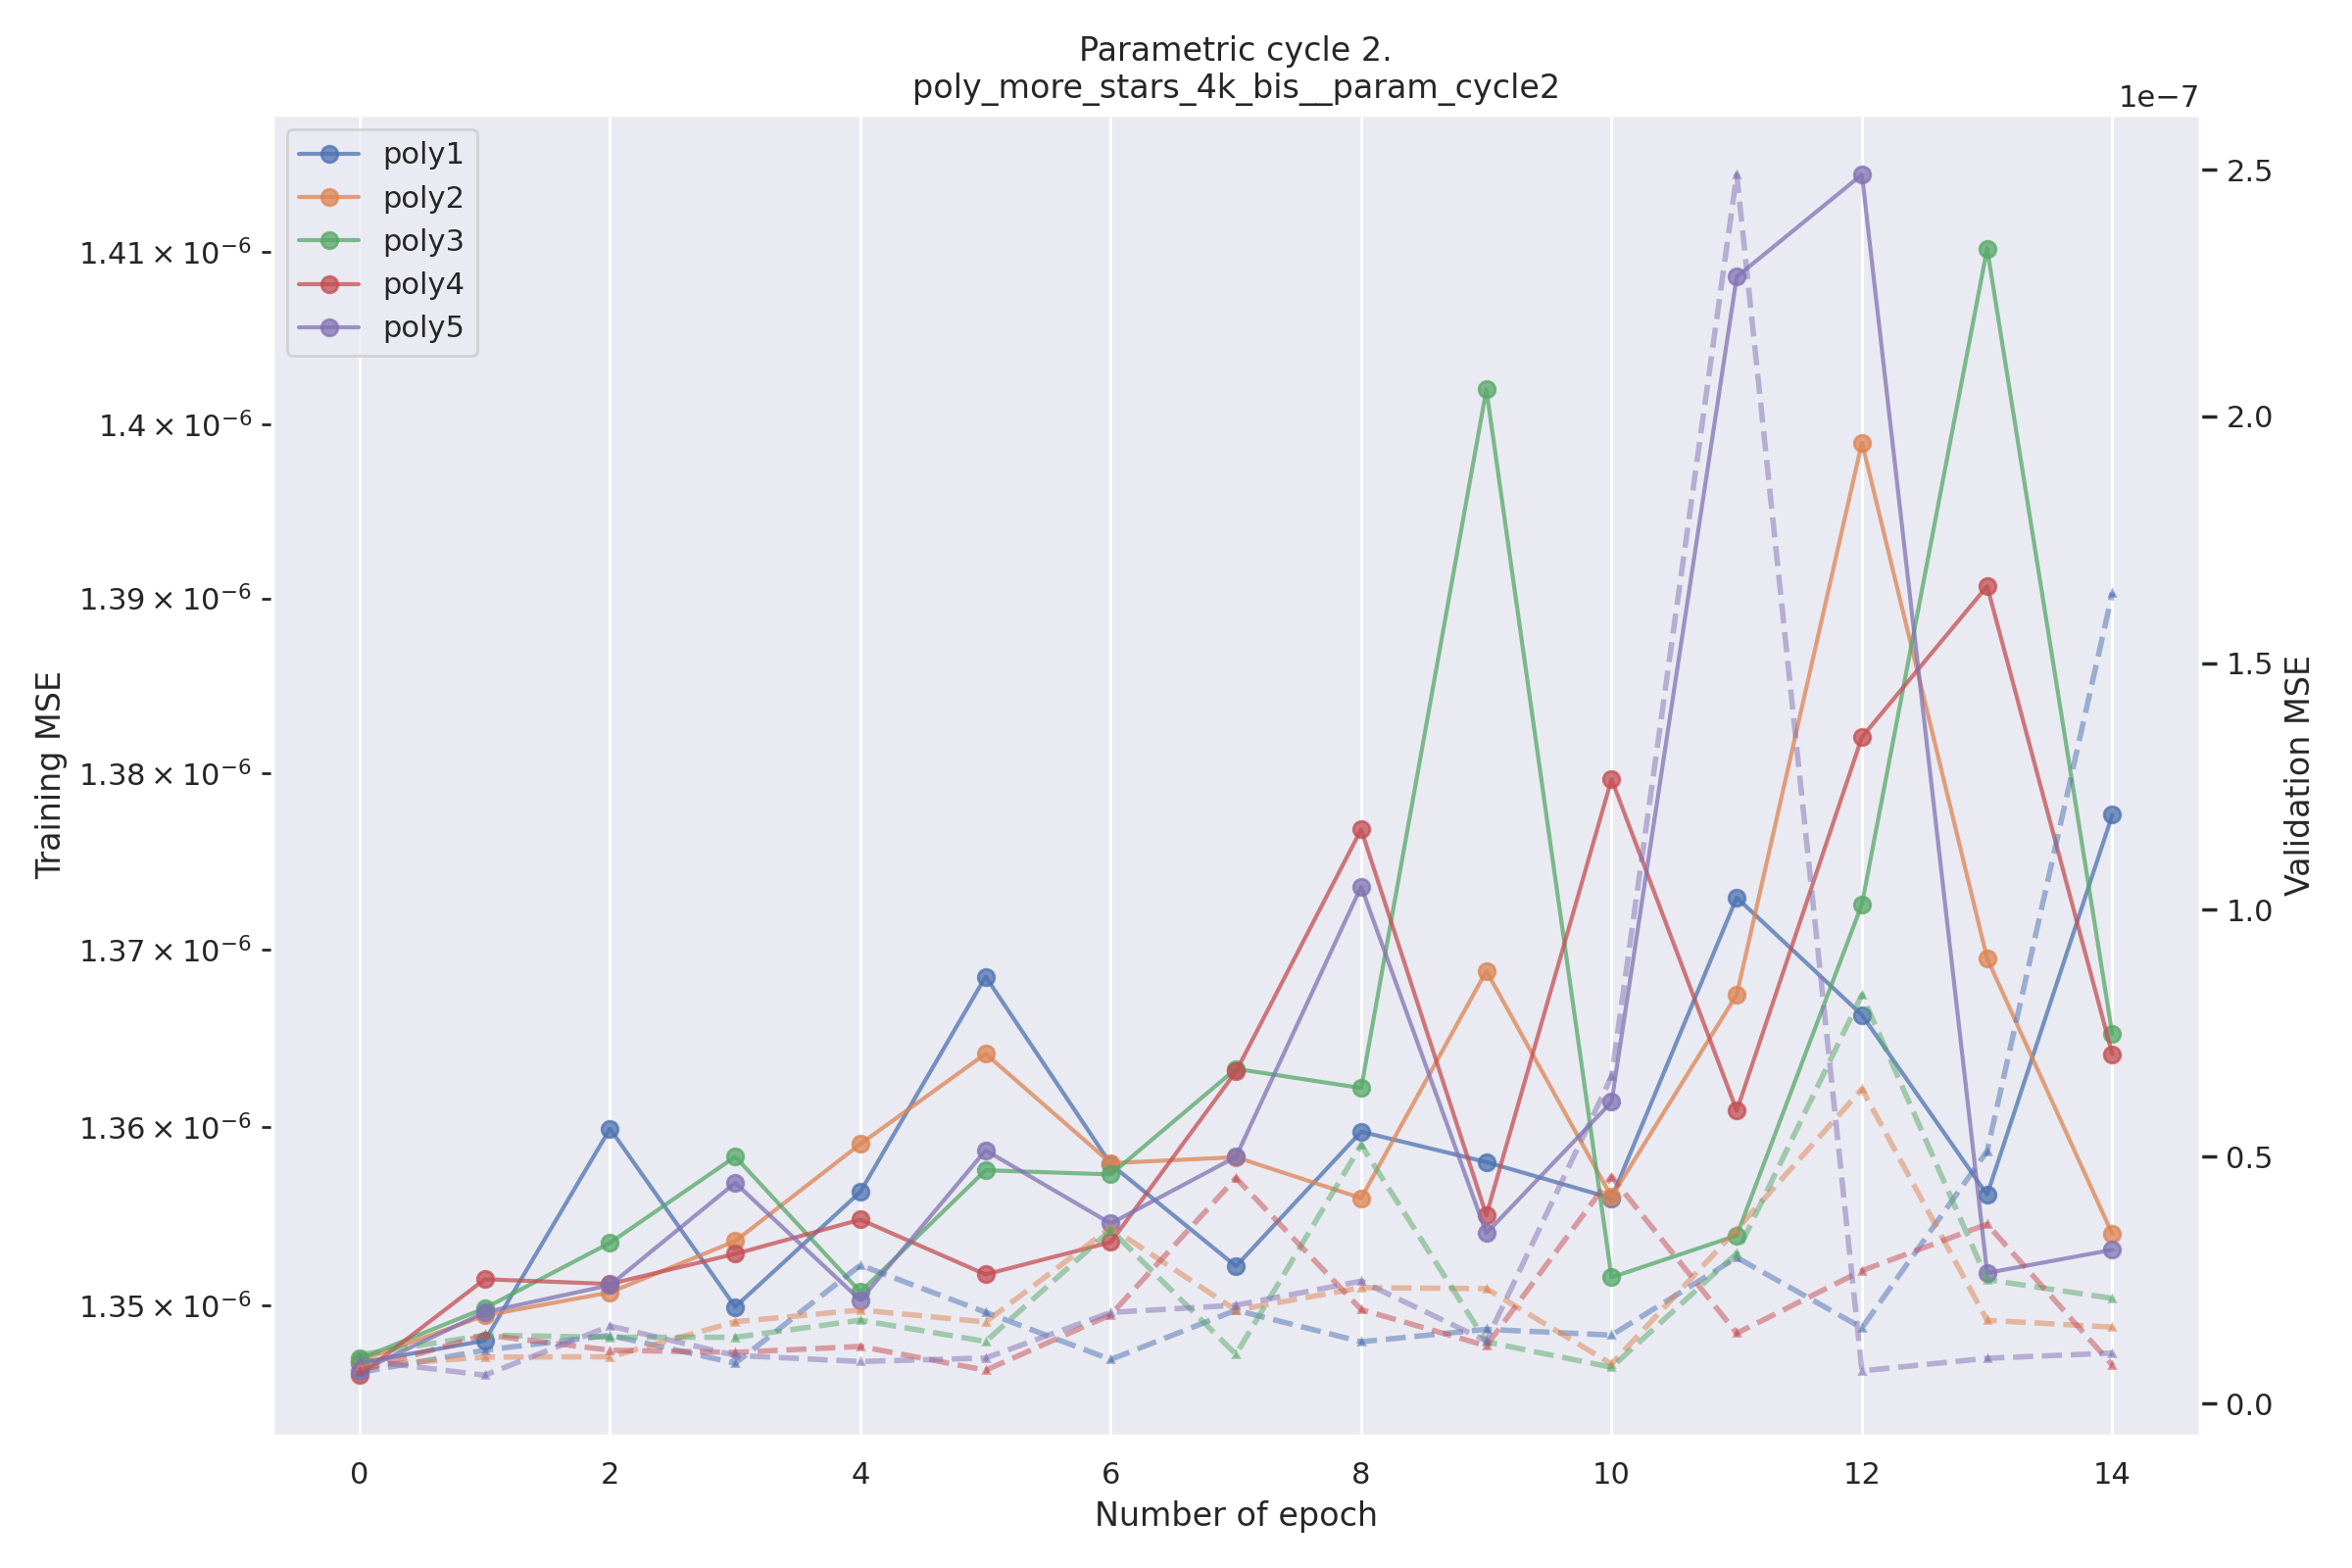 Parametric cycle 2.
poly_more_stars_4k_bis__param_cycle2
1e−7
poly1
poly2
poly3
poly4
poly5
1.41 × 10⁻⁶
1.4 × 10⁻⁶
1.39 × 10⁻⁶
1.38 × 10⁻⁶
1.37 × 10⁻⁶
1.36 × 10⁻⁶
1.35 × 10⁻⁶
Training MSE
2.5
2.0
1.5
1.0
0.5
0.0
Validation MSE
0 2 4 6 8 10 12 14
Number of epoch